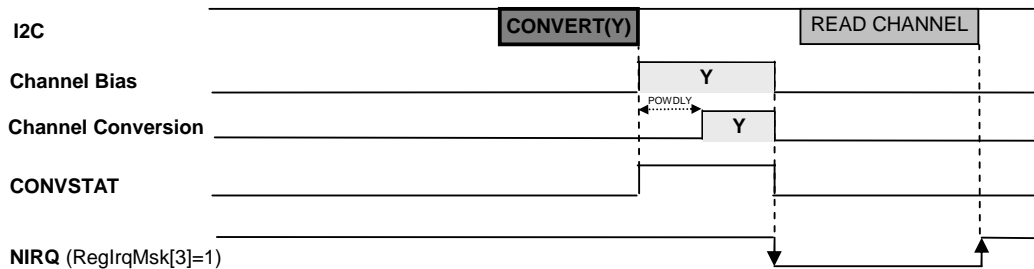 I2C
CONVERT(Y)
READ CHANNEL
Channel Bias
Y
POWDLY
Channel Conversion
Y
CONVSTAT
NIRQ (RegIrqMsk[3]=1)